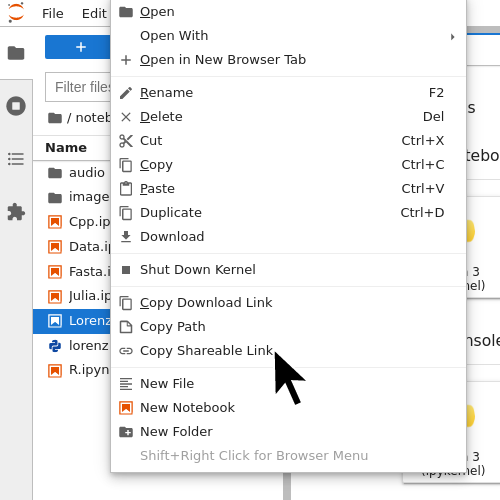 File Edit
Filter files
/ noteb
Name
audio
image
Cpp.ip
Data.ip
Fasta.i
Julia.ip
Lorenz
lorenz
R.ipyn
Open
Open With
Open in New Browser Tab
Rename F2
Delete Del
Cut Ctrl+X
Copy Ctrl+C
Paste Ctrl+V
Duplicate Ctrl+D
Download
Shut Down Kernel
Copy Download Link
Copy Path
Copy Shareable Link
New File
New Notebook
New Folder
Shift+Right Click for Browser Menu
s
tebo
3
nel)
nsole
3
(ipykernel)